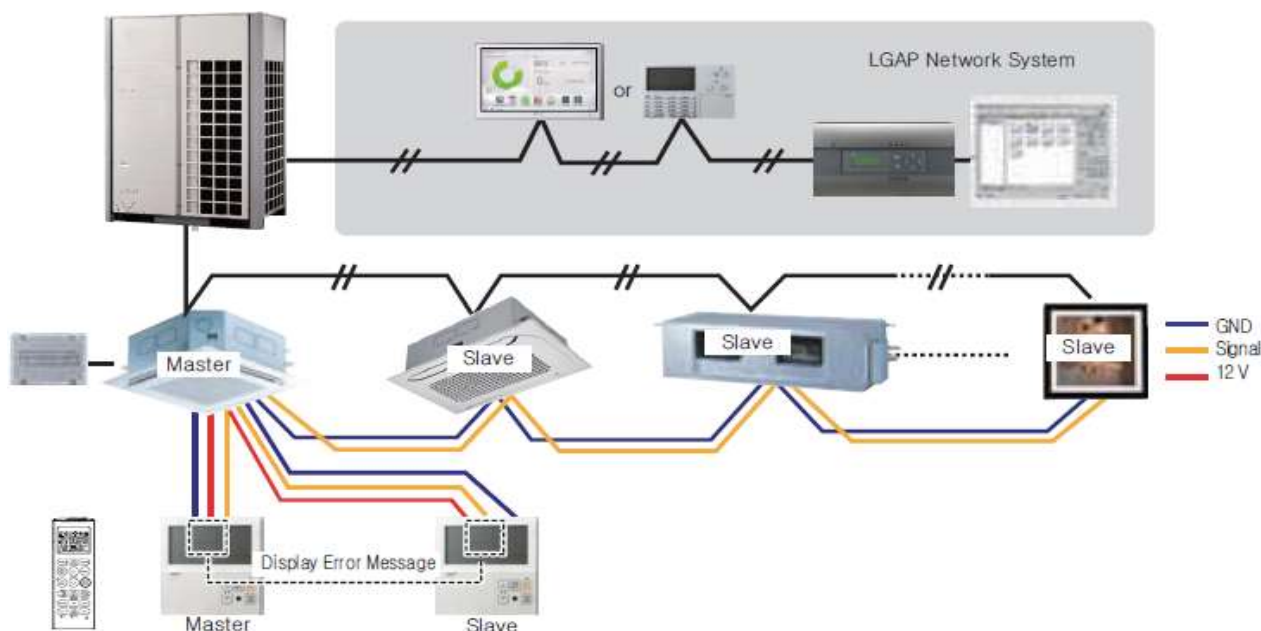 LGAP Network System
or
Master
Slave
Slave
Slave
GND
Signal
12 V
Display Error Message
Master
Slave